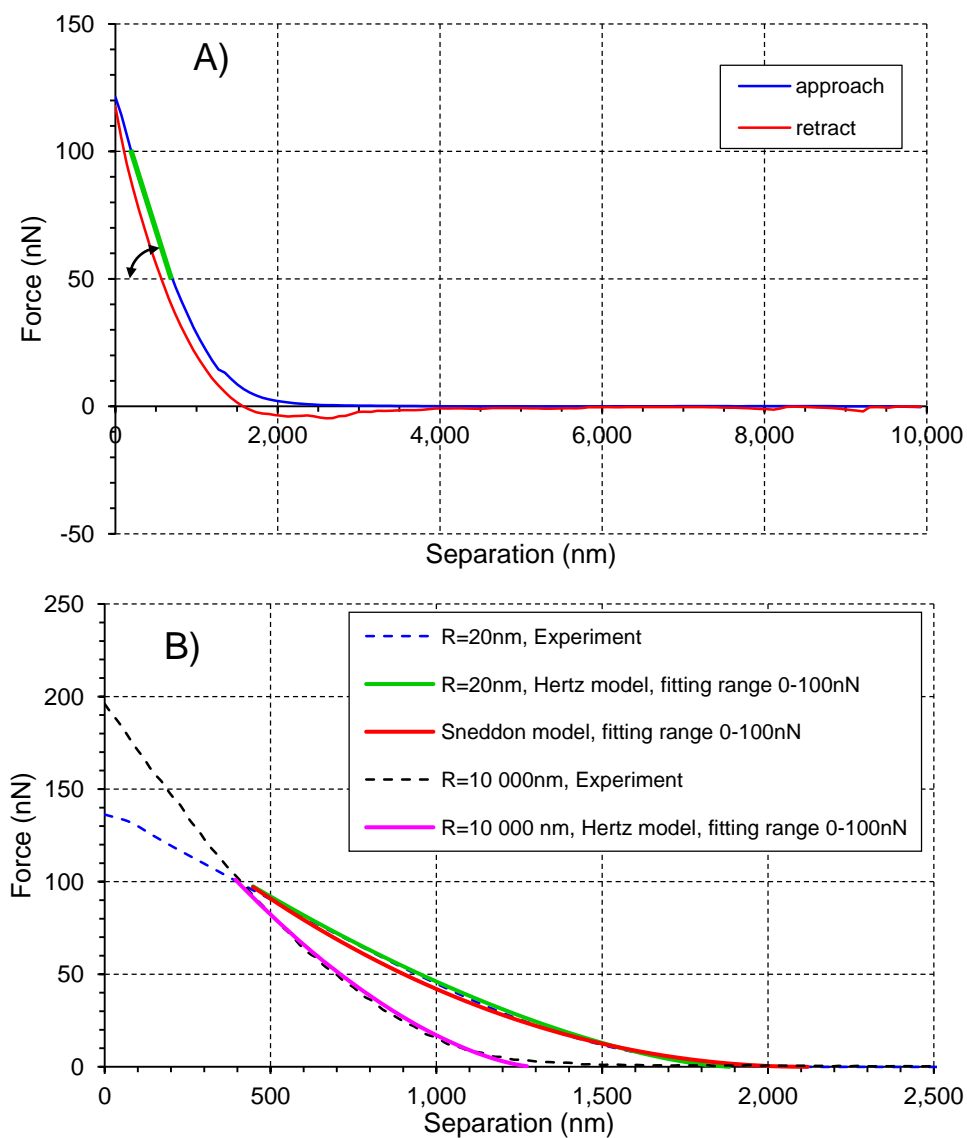 A)
150
100
50
0
-50
Force (nN)
approach
retract
0 2,000 4,000 6,000 8,000 10,000
Separation (nm)
B)
250
200
150
100
50
0
Force (nN)
R=20nm, Experiment
R=20nm, Hertz model, fitting range 0-100nN
Sneddon model, fitting range 0-100nN
R=10 000nm, Experiment
R=10 000 nm, Hertz model, fitting range 0-100nN
0 500 1,000 1,500 2,000 2,500
Separation (nm)